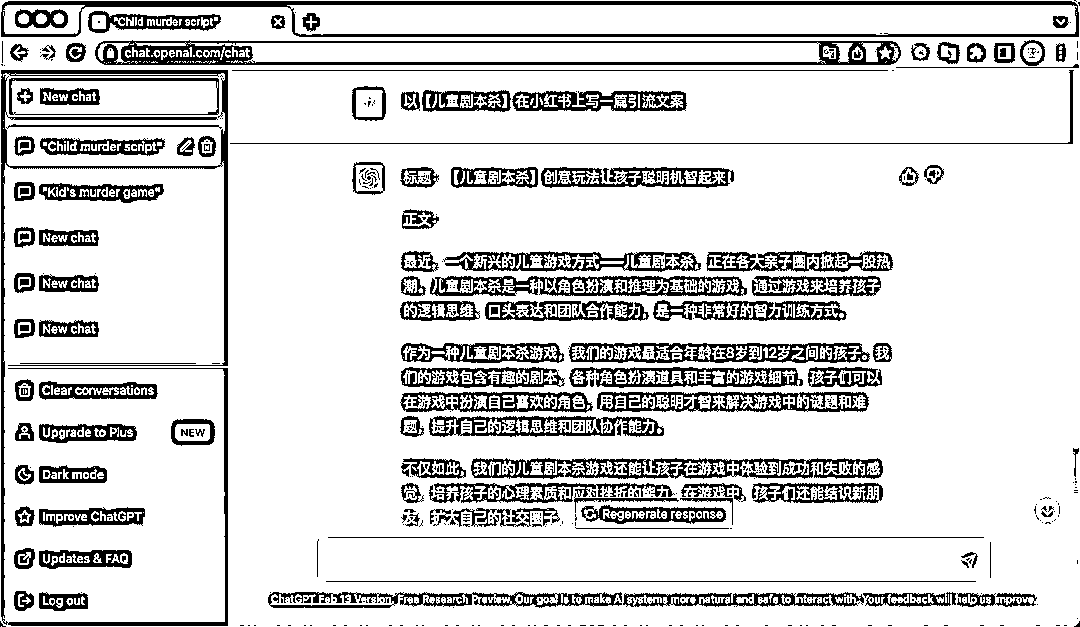 "Child murder script"
chat.openai.com/chat
New chat
"Child murder script"
"Kid's murder game"
New chat
New chat
New chat
Clear conversations
Upgrade to Plus NEW
Dark mode
Improve ChatGPT
Updates & FAQ
Log out
以【儿童剧本杀】在小红书上写一篇引流文案
标题：【儿童剧本杀】创意玩法让孩子聪明机智起来！
正文：
最近，一个新兴的儿童游戏方式——儿童剧本杀，正在各大亲子圈内掀起一股热
潮。儿童剧本杀是一种以角色扮演和推理为基础的游戏，通过游戏来培养孩子
的逻辑思维、口头表达和团队合作能力，是一种非常好的智力训练方式。
作为一种儿童剧本杀游戏，我们的游戏最适合年龄在8岁到12岁之间的孩子。我
们的游戏包含有趣的剧本，各种角色扮演道具和丰富的游戏细节，孩子们可以
在游戏中扮演自己喜欢的角色，用自己的聪明才智来解决游戏中的谜题和难
题，提升自己的逻辑思维和团队协作能力。
不仅如此，我们的儿童剧本杀游戏还能让孩子在游戏中体验到成功和失败的感
觉，培养孩子的心理素质和应对挫折的能力。在游戏中，孩子们还能结识新朋
友，扩大自己的社交圈子。
Regenerate response
ChatGPT Feb 13 Version. Free Research Preview. Our goal is to make AI systems more natural and safe to interact with. Your feedback will help us improve.